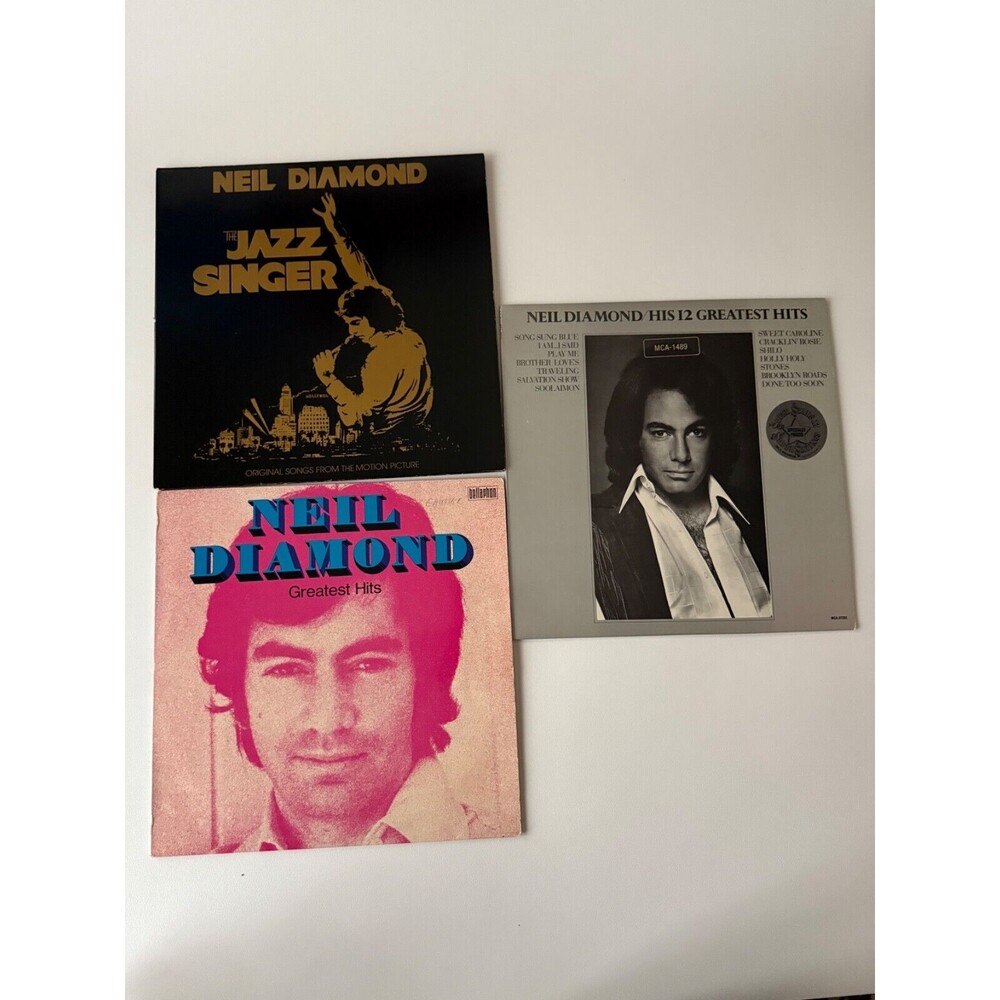 NEIL DIAMOND
THE
JAZZ
SINGER
HOLLYWOOD
ORIGINAL SONGS FROM THE MOTION PICTURE
NEIL DIAMOND/HIS 12 GREATEST HITS
SONG SUNG BLUE
I AM...I SAID
PLAY ME
BROTHER LOVE'S
TRAVELING
SALVATION SHOW
SOOLAIMON
MCA-1489
SWEET CAROLINE
CRACKLIN' ROSIE
SHILO
HOLLY HOLY
STONES
BROOKLYN ROADS
DONE TOO SOON
bellaphon
NEIL
DIAMOND
Greatest Hits